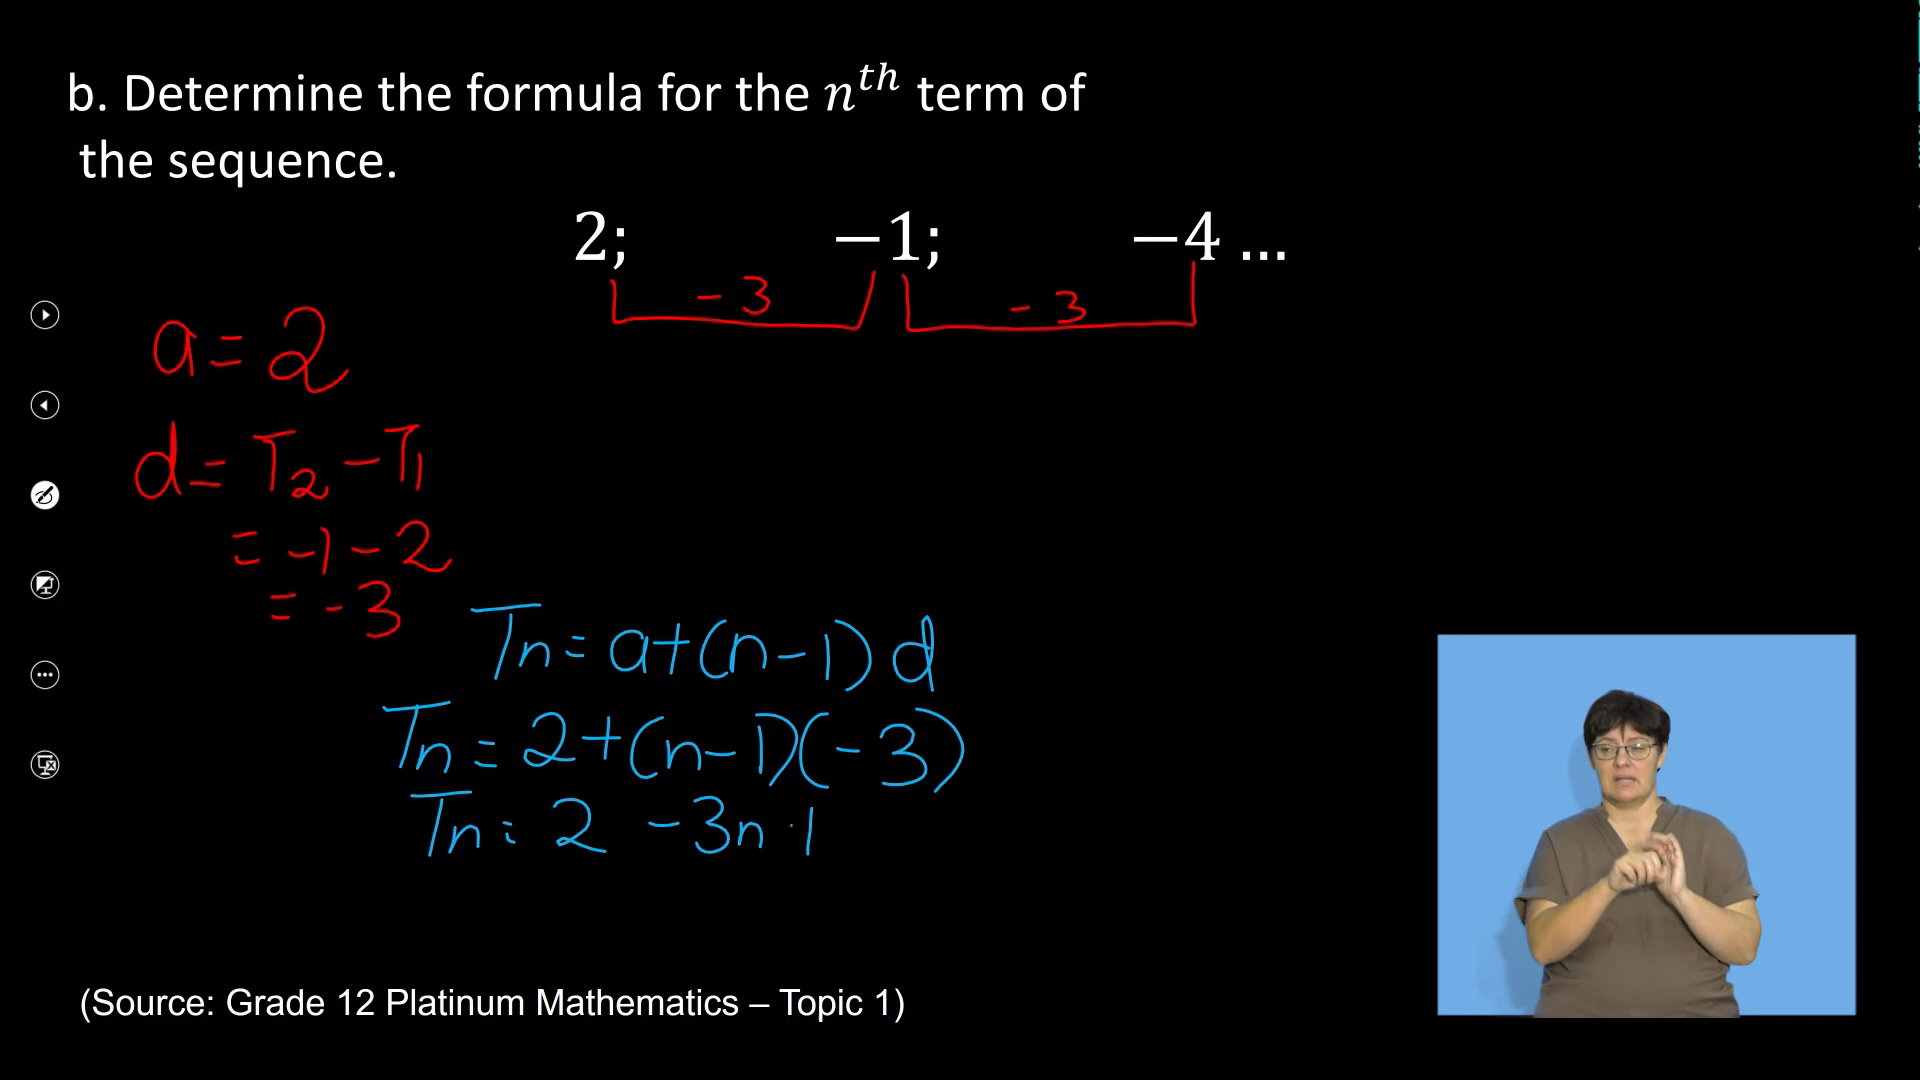 b. Determine the formula for the nᵗʰ term of
the sequence.
2; −1; −4 ...
-3 -3
a = 2
d = T₂ - T₁
= -1 - 2
= -3
Tn = a + (n - 1) d
Tn = 2 + (n - 1)(-3)
Tn = 2 - 3n · 1
(Source: Grade 12 Platinum Mathematics – Topic 1)